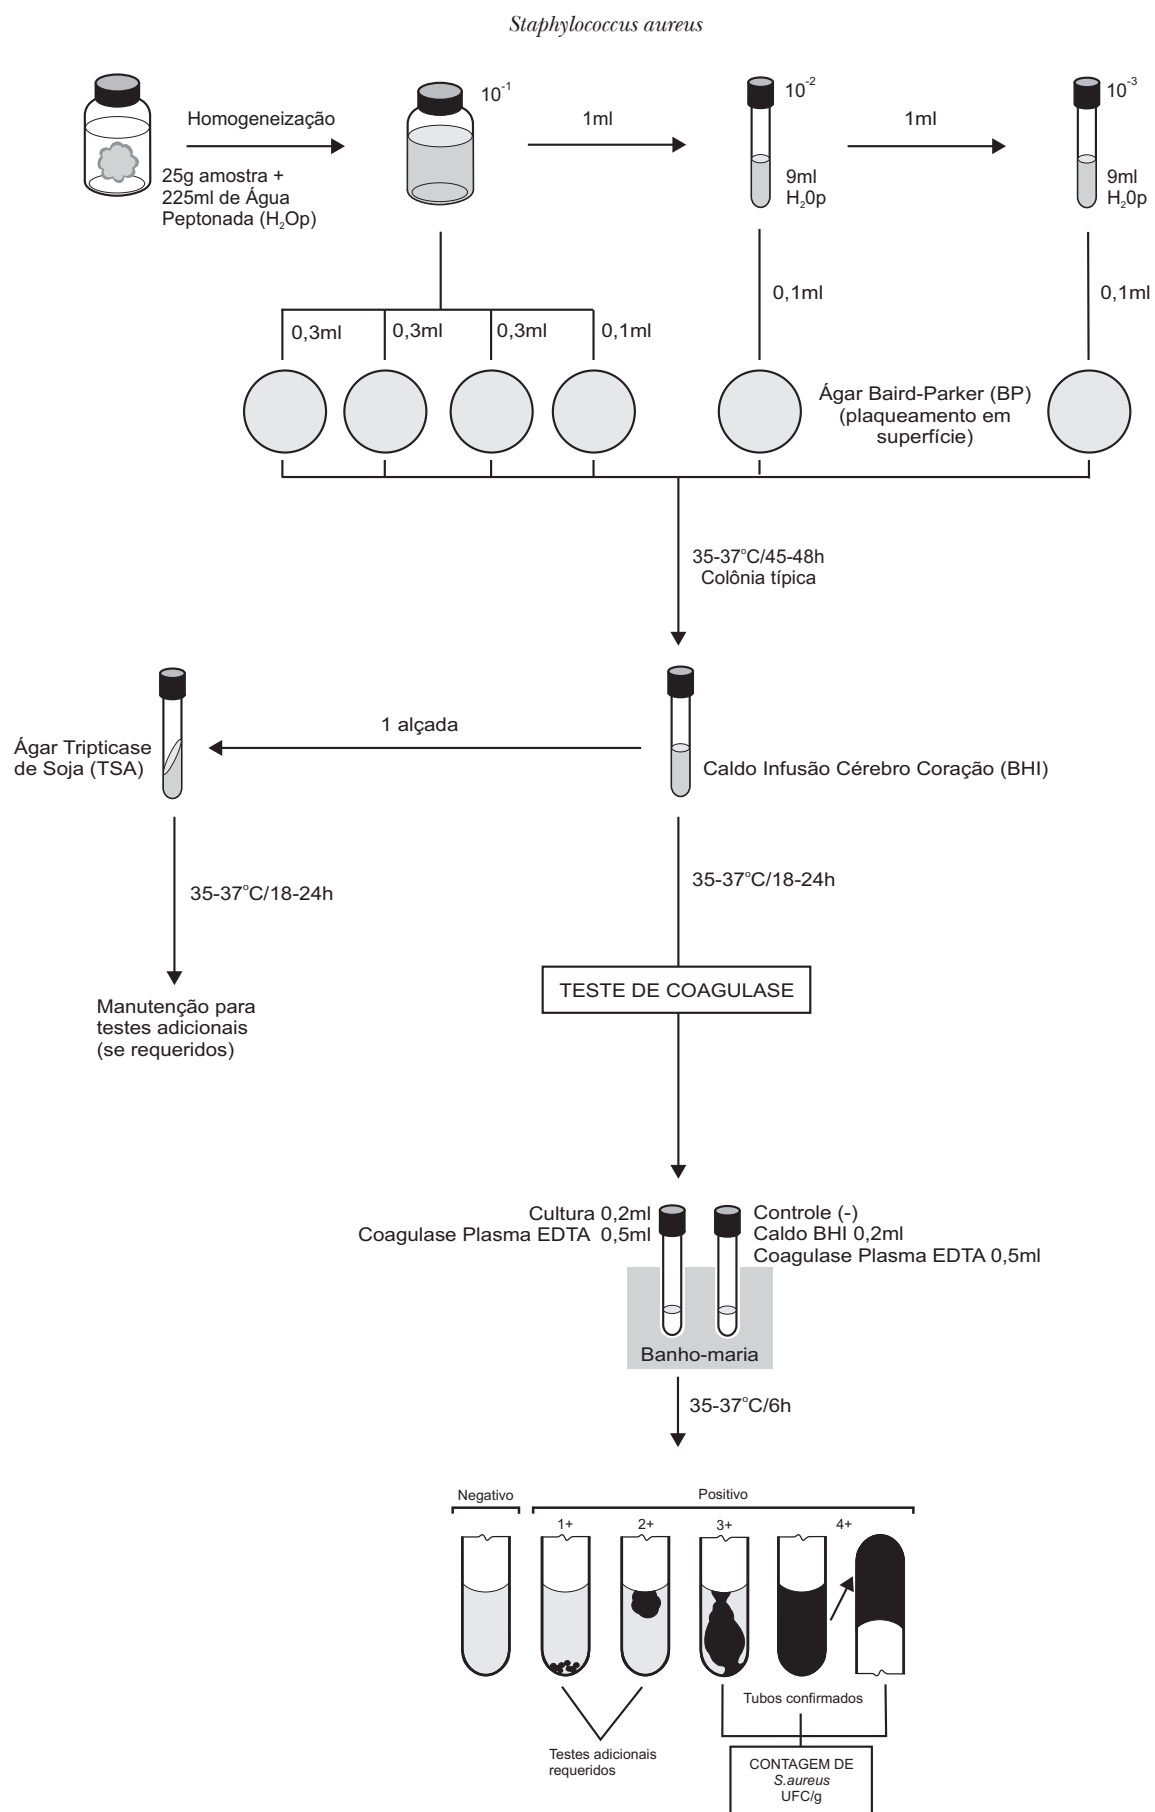 Staphylococcus aureus
Homogeneização
25g amostra +
225ml de Água
Peptonada (H₂Op)
10⁻¹
1ml
10⁻²
9ml
H₂0p
1ml
10⁻³
9ml
H₂0p
0,3ml
0,3ml
0,3ml
0,1ml
0,1ml
0,1ml
Ágar Baird-Parker (BP)
(plaqueamento em
superfície)
35-37°C/45-48h
Colônia típica
1 alçada
Ágar Tripticase
de Soja (TSA)
Caldo Infusão Cérebro Coração (BHI)
35-37°C/18-24h
35-37°C/18-24h
TESTE DE COAGULASE
Manutenção para
testes adicionais
(se requeridos)
Cultura 0,2ml
Coagulase Plasma EDTA 0,5ml
Controle (-)
Caldo BHI 0,2ml
Coagulase Plasma EDTA 0,5ml
Banho-maria
35-37°C/6h
Negativo
Positivo
1+
2+
3+
4+
Tubos confirmados
Testes adicionais
requeridos
CONTAGEM DE
S.aureus
UFC/g